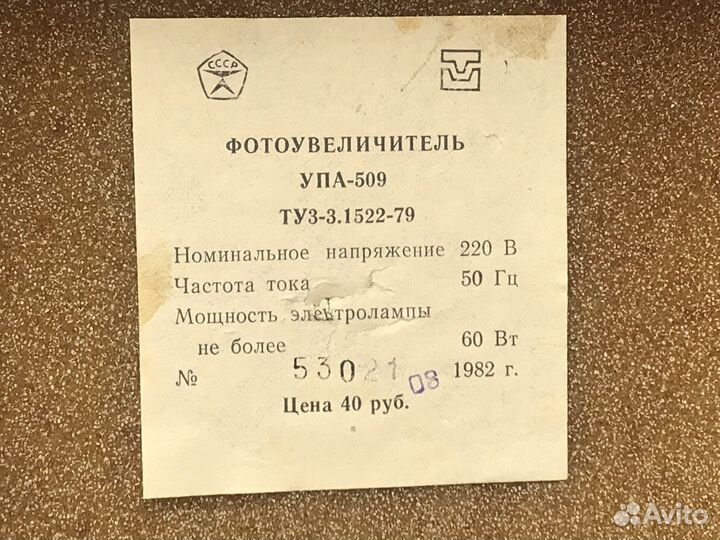 СССР
ФОТОУВЕЛИЧИТЕЛЬ
УПА-509
ТУ3-3.1522-79
Номинальное напряжение 220 В
Частота тока 50 Гц
Мощность электролампы
не более 60 Вт
№ 53021 08 1982 г.
Цена 40 руб.
Avito